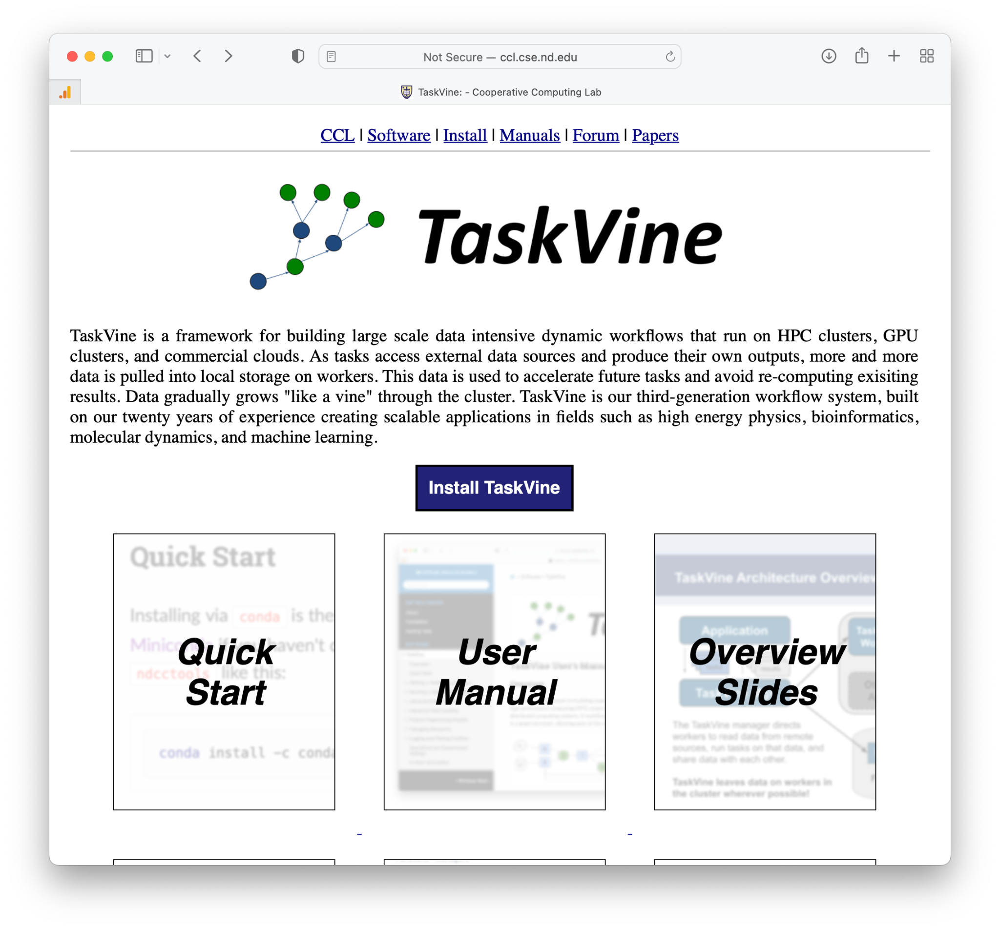 Not Secure — ccl.cse.nd.edu
TaskVine: - Cooperative Computing Lab
CCL | Software | Install | Manuals | Forum | Papers
TaskVine
TaskVine is a framework for building large scale data intensive dynamic workflows that run on HPC clusters, GPU
clusters, and commercial clouds. As tasks access external data sources and produce their own outputs, more and more
data is pulled into local storage on workers. This data is used to accelerate future tasks and avoid re-computing exisiting
results. Data gradually grows "like a vine" through the cluster. TaskVine is our third-generation workflow system, built
on our twenty years of experience creating scalable applications in fields such as high energy physics, bioinformatics,
molecular dynamics, and machine learning.
Install TaskVine
Quick Start
Installing via conda is the
if you haven't
ndcctools like this:
conda install -c conda
Quick
Start
TaskVine User's
User
Manual
TaskVine Architecture Overview
Application
The TaskVine manager directs
workers to read data from remote
sources, run tasks on that data, and
share data with each other.
TaskVine leaves data on workers in
the cluster wherever possible!
Overview
Slides